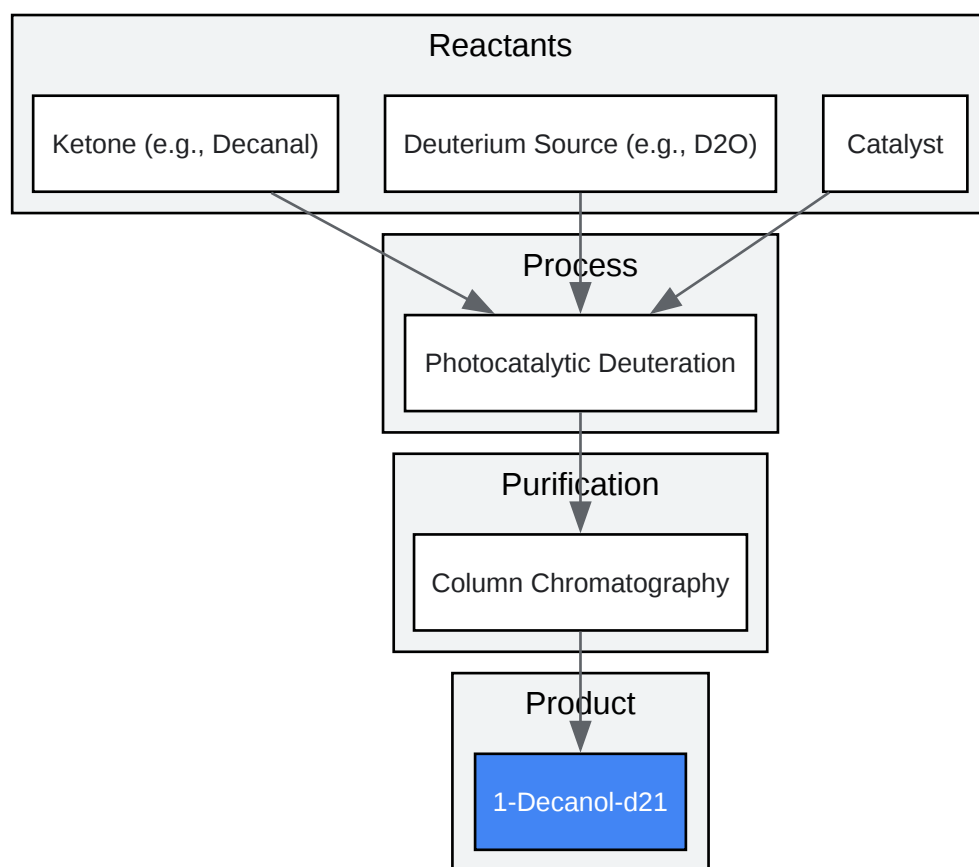 Reactants
Ketone (e.g., Decanal)
Deuterium Source (e.g., D2O)
Catalyst
Process
Photocatalytic Deuteration
Purification
Column Chromatography
Product
1-Decanol-d21